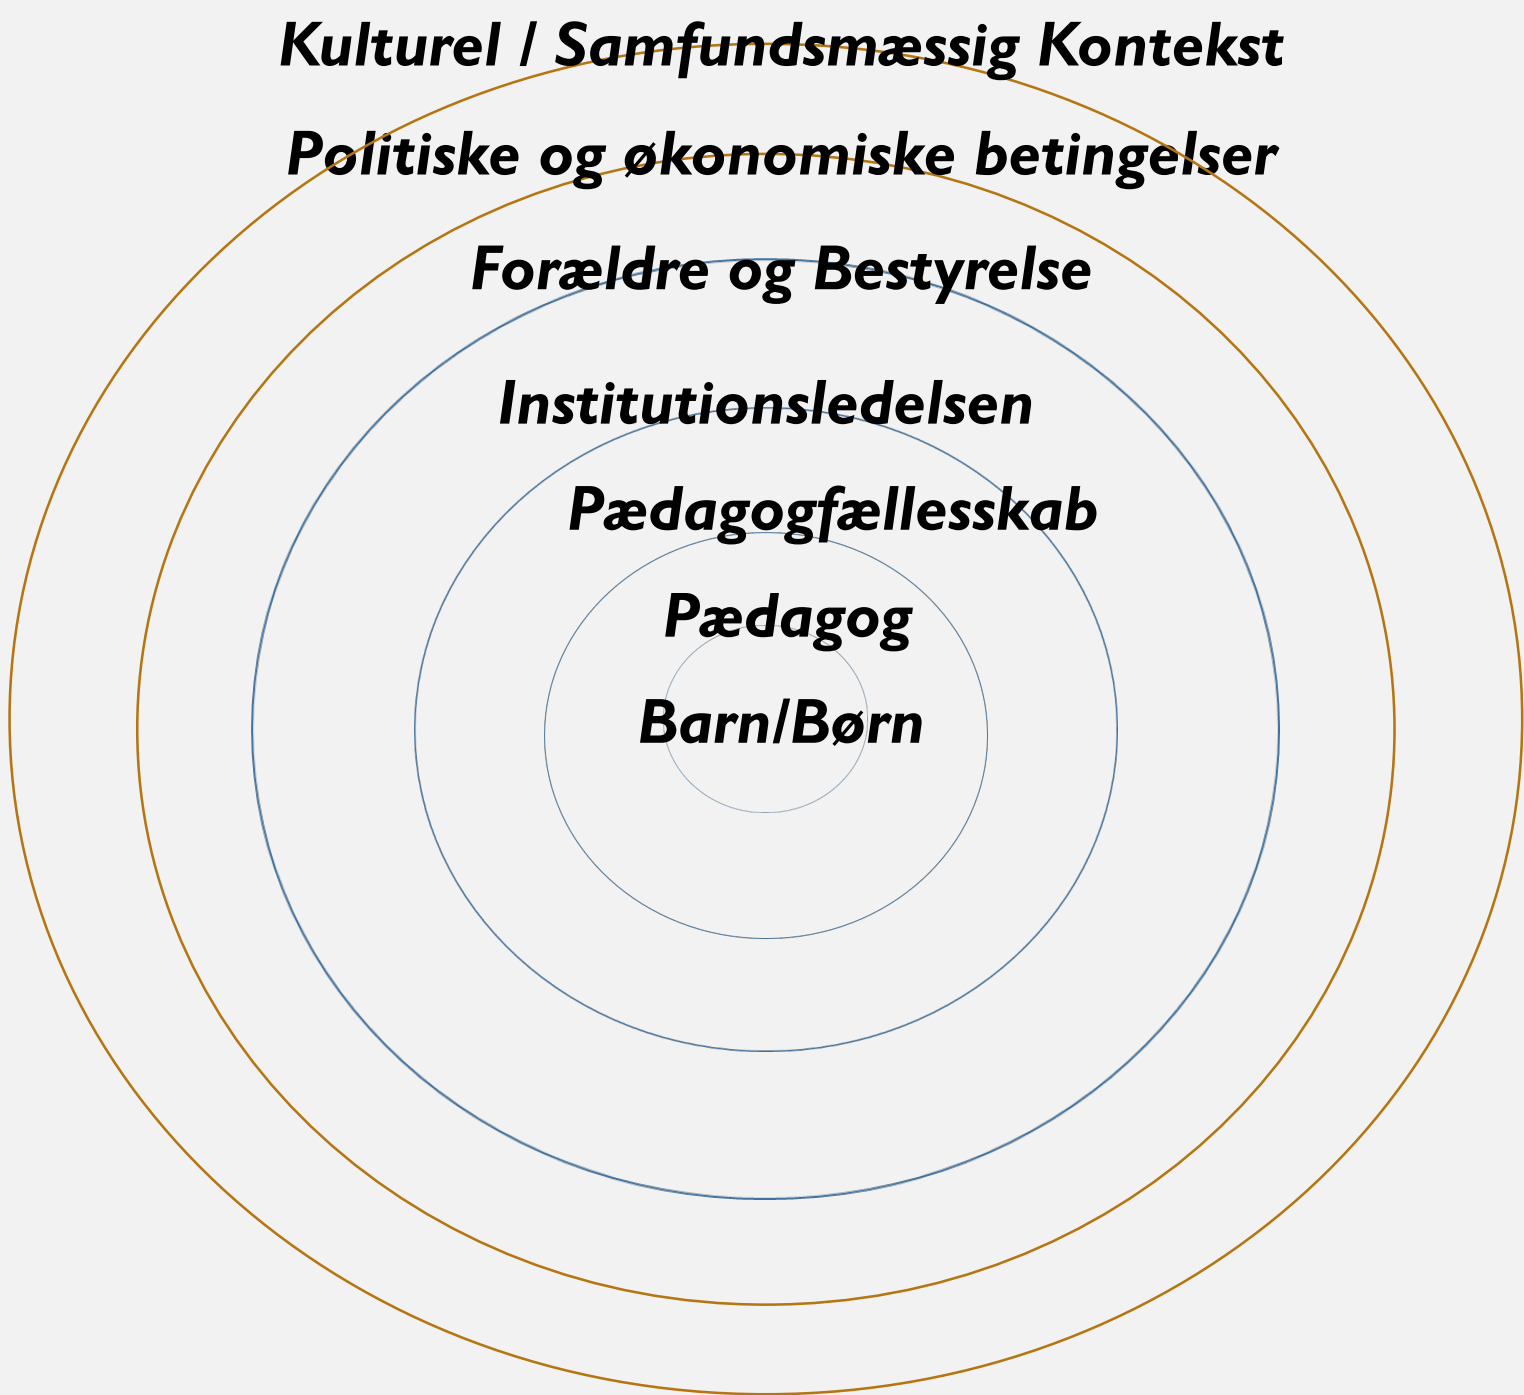 Kulturel / Samfundsmæssig Kontekst
Politiske og økonomiske betingelser
Forældre og Bestyrelse
Institutionsledelsen
Pædagogfællesskab
Pædagog
Barn/Børn